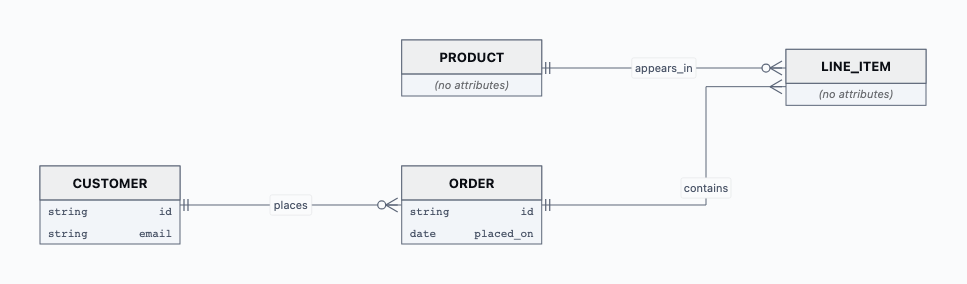 PRODUCT
(no attributes)
appears_in
LINE_ITEM
(no attributes)
contains
CUSTOMER
string id
string email
places
ORDER
string id
date placed_on